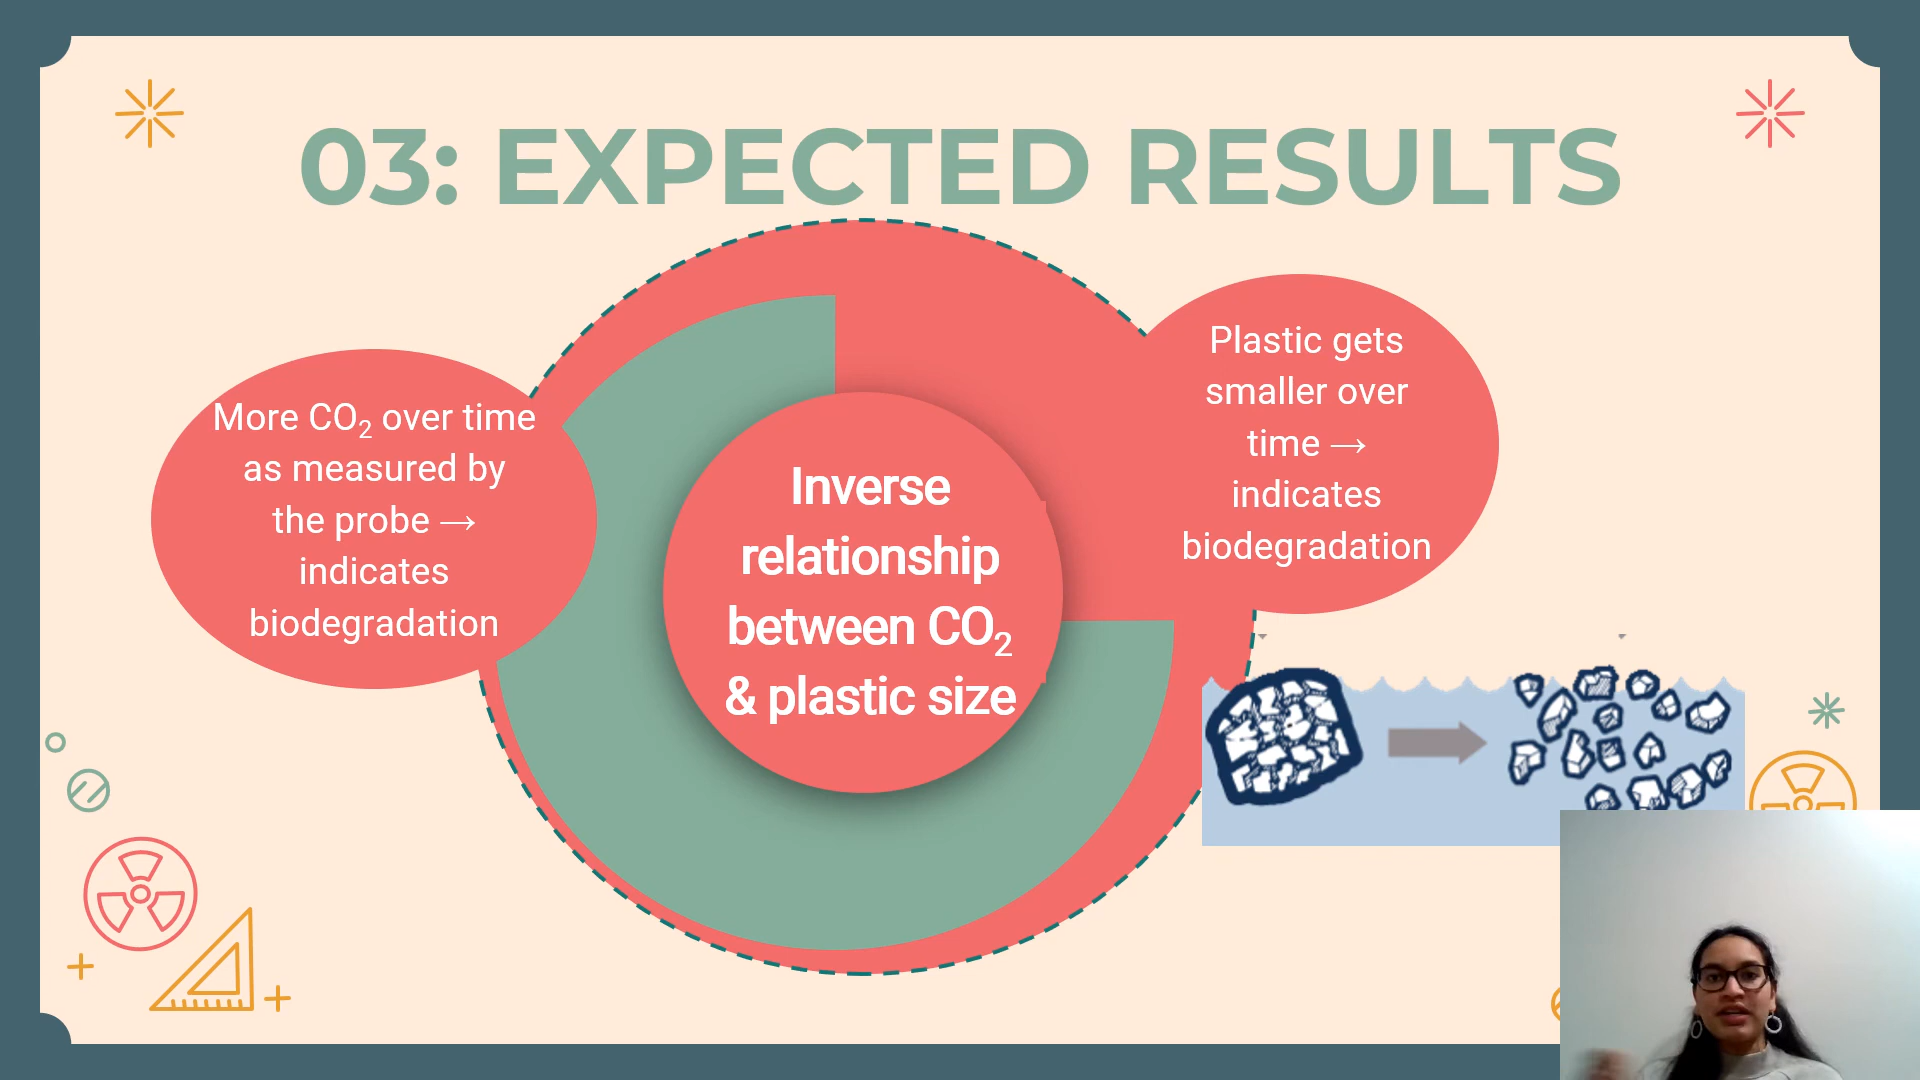 03: EXPECTED RESULTS
More CO₂ over time
as measured by
the probe →
indicates
biodegradation
Inverse
relationship
between CO₂
& plastic size
Plastic gets
smaller over
time →
indicates
biodegradation